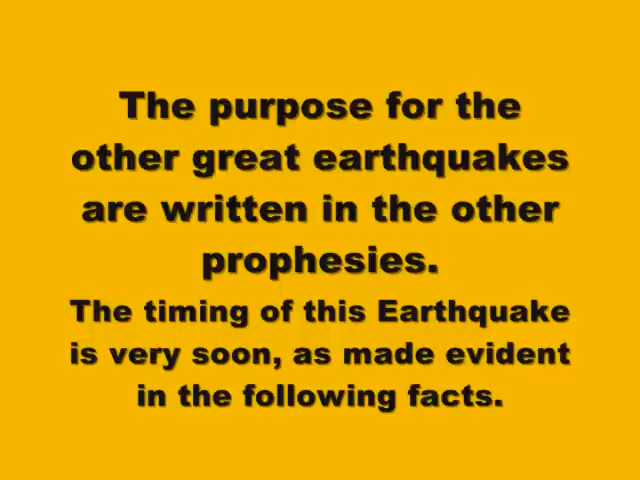 The purpose for the
other great earthquakes
are written in the other
prophesies.
The timing of this Earthquake
is very soon, as made evident
in the following facts.